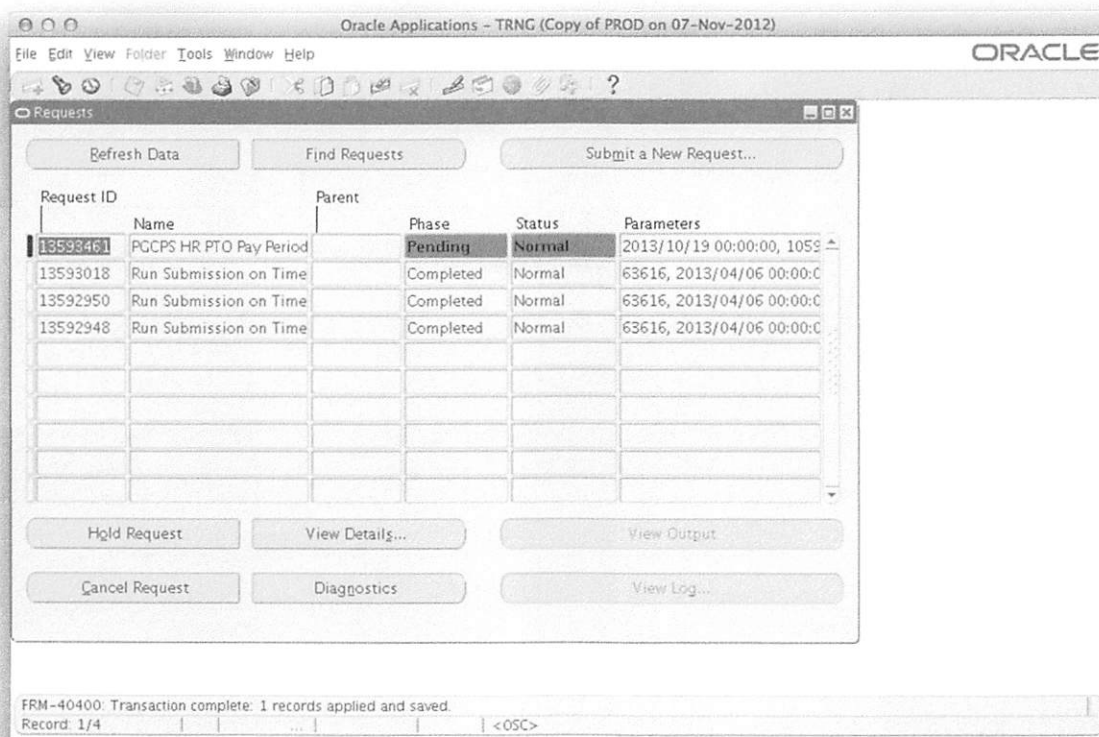 Oracle Applications - TRNG (Copy of PROD on 07-Nov-2012)
File Edit View Folder Tools Window Help
ORACLE
?
Requests
Refresh Data Find Requests Submit a New Request...
Request ID Parent
Name Phase Status Parameters
13593461 PGCPS HR PTO Pay Period Pending Normal 2013/10/19 00:00:00, 1059
13593018 Run Submission on Time Completed Normal 63616, 2013/04/06 00:00:0
13592950 Run Submission on Time Completed Normal 63616, 2013/04/06 00:00:0
13592948 Run Submission on Time Completed Normal 63616, 2013/04/06 00:00:0
Hold Request View Details... View Output
Cancel Request Diagnostics View Log...
FRM-40400: Transaction complete: 1 records applied and saved.
Record: 1/4 ... <OSC>